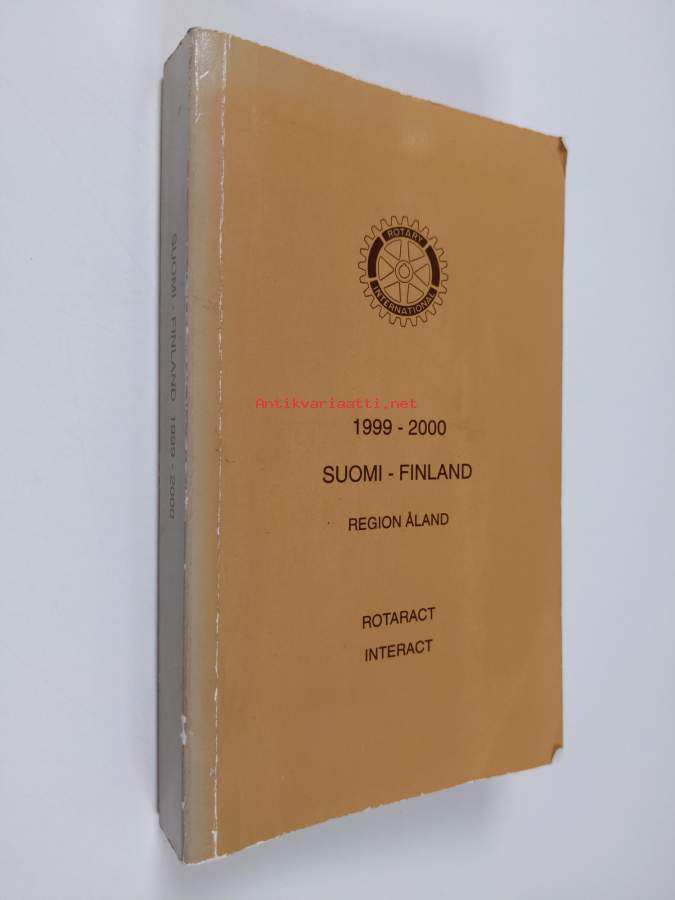 ROTARY
INTERNATIONAL
Antikvariaatti.net
1999 - 2000
SUOMI - FINLAND
REGION ÅLAND
ROTARACT
INTERACT
SUOMI - FINLAND 1999 - 2000